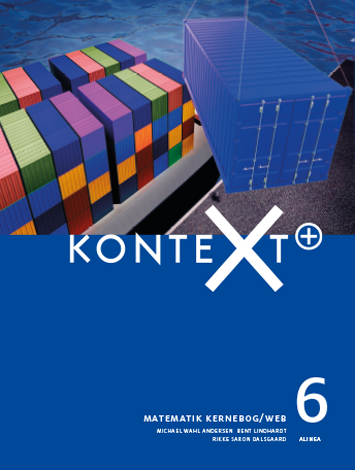 KONTEXT+
6
MATEMATIK KERNEBOG/WEB
MICHAEL WAHL ANDERSEN BENT LINDHARDT
RIKKE SARON DALSGAARD ALINEA